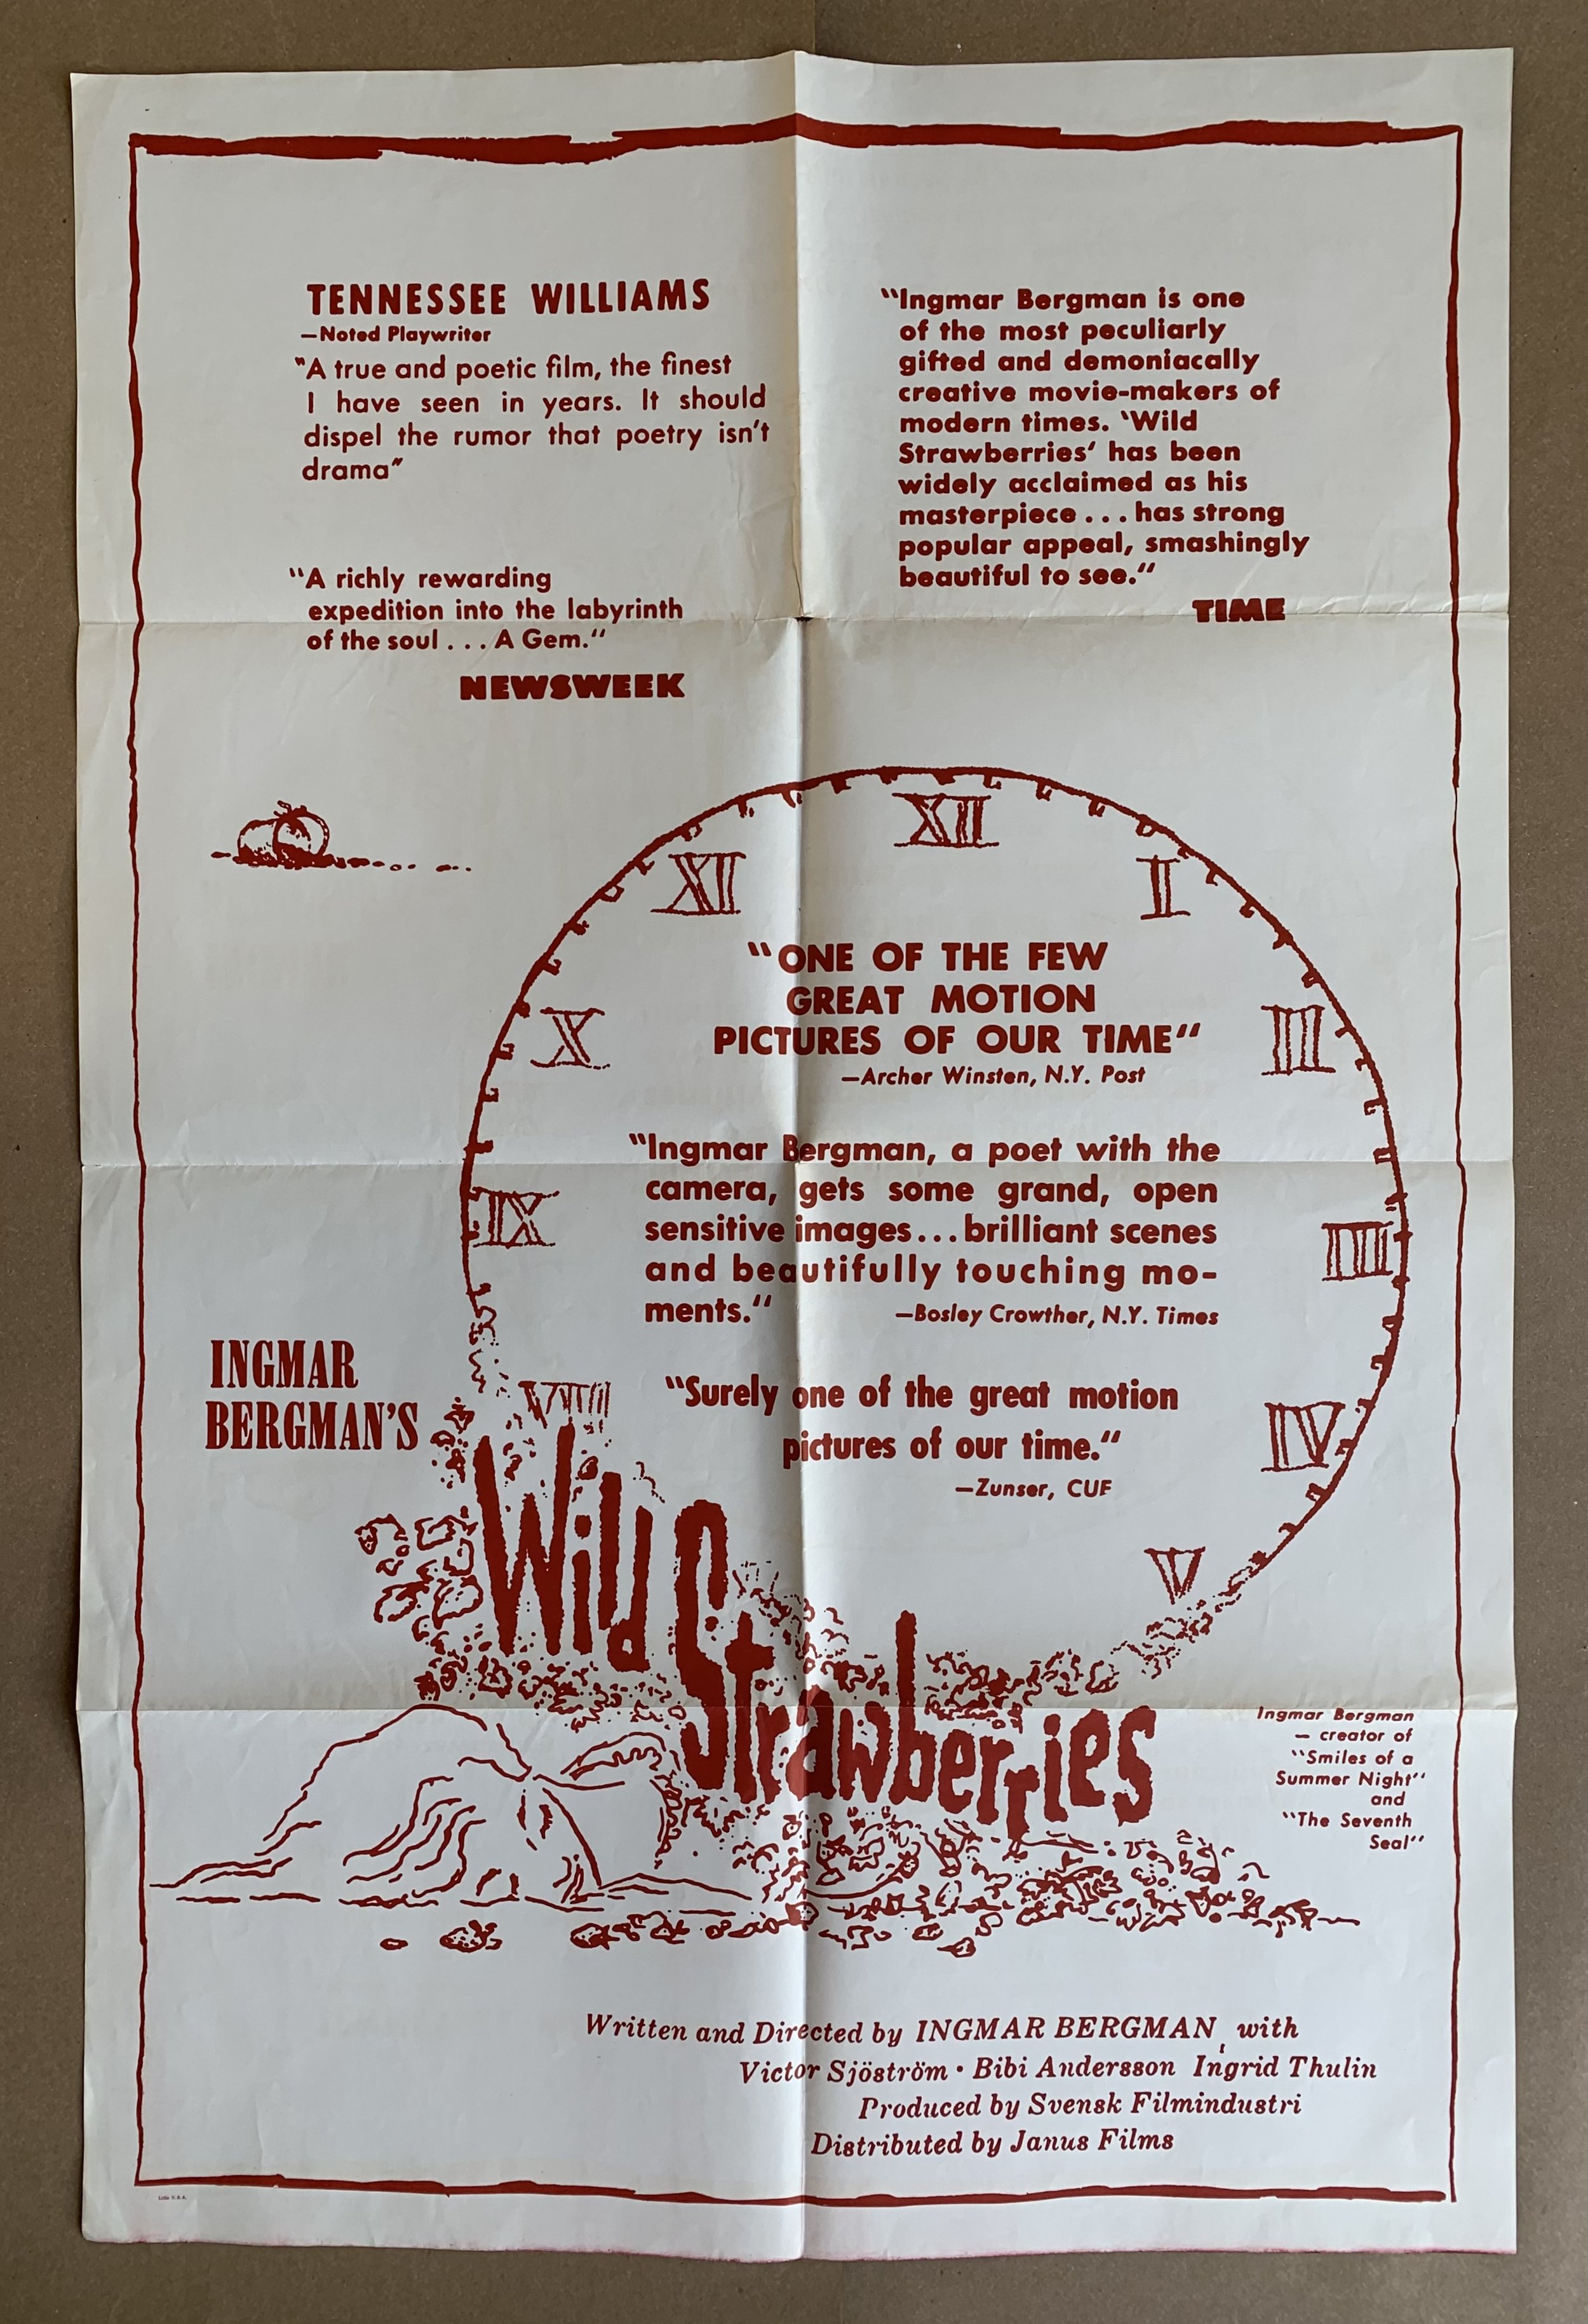 TENNESSEE WILLIAMS
—Noted Playwriter
"A true and poetic film, the finest
I have seen in years. It should
dispel the rumor that poetry isn't
drama"
"Ingmar Bergman is one
of the most peculiarly
gifted and demoniacally
creative movie-makers of
modern times. 'Wild
Strawberries' has been
widely acclaimed as his
masterpiece . . . has strong
popular appeal, smashingly
beautiful to see."
TIME
"A richly rewarding
expedition into the labyrinth
of the soul . . . A Gem."
NEWSWEEK
XII
XI
I
X
II
IX
III
VIII
IV
V
"ONE OF THE FEW
GREAT MOTION
PICTURES OF OUR TIME"
—Archer Winsten, N.Y. Post
"Ingmar Bergman, a poet with the
camera, gets some grand, open
sensitive images...brilliant scenes
and beautifully touching mo-
ments."
—Bosley Crowther, N.Y. Times
"Surely one of the great motion
pictures of our time."
—Zunser, CUE
INGMAR
BERGMAN'S
Wild
Strawberries
Ingmar Bergman
— creator of
"Smiles of a
Summer Night"
and
"The Seventh
Seal"
Written and Directed by INGMAR BERGMAN, with
Victor Sjöström · Bibi Andersson Ingrid Thulin
Produced by Svensk Filmindustri
Distributed by Janus Films
Litho U.S.A.